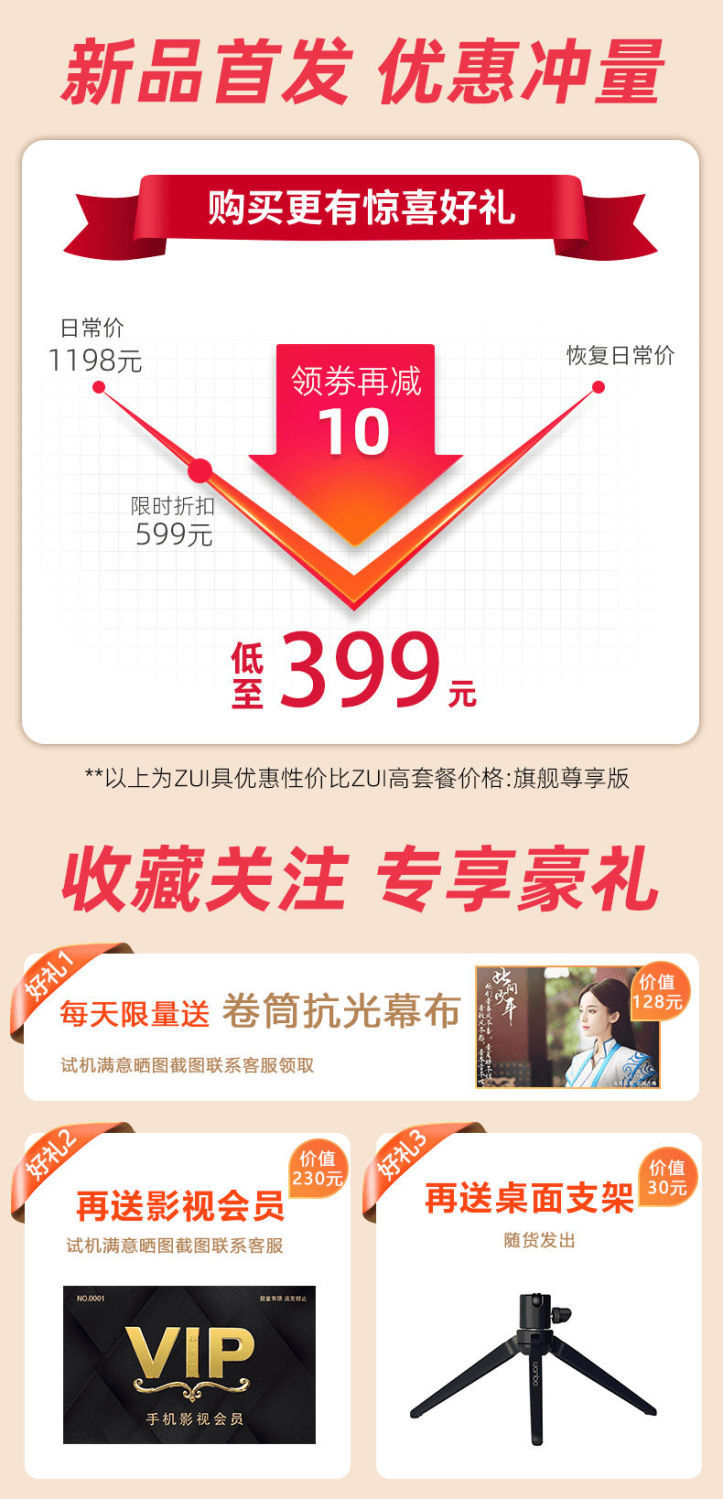 新品首发 优惠冲量
购买更有惊喜好礼
日常价
1198元
恢复日常价
领券再减
10
限时折扣
599元
低至399元
**以上为ZUI具优惠性价比ZUI高套餐价格:旗舰尊享版
收藏关注 专享豪礼
好礼1
每天限量送 卷筒抗光幕布
试机满意晒图截图联系客服领取
价值
128元
好礼2
价值
230元
再送影视会员
试机满意晒图截图联系客服
NO.0001
VIP
手机影视会员
好礼3
价值
30元
再送桌面支架
随货发出